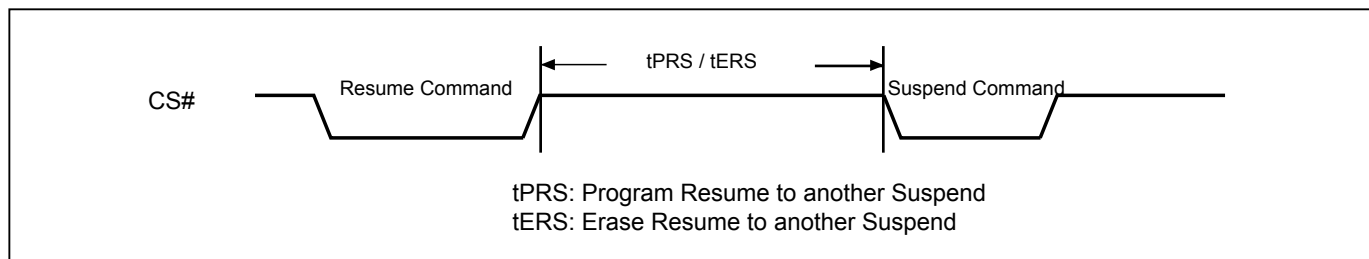 tPRS / tERS
Resume Command
Suspend Command
CS#
tPRS: Program Resume to another Suspend
tERS: Erase Resume to another Suspend